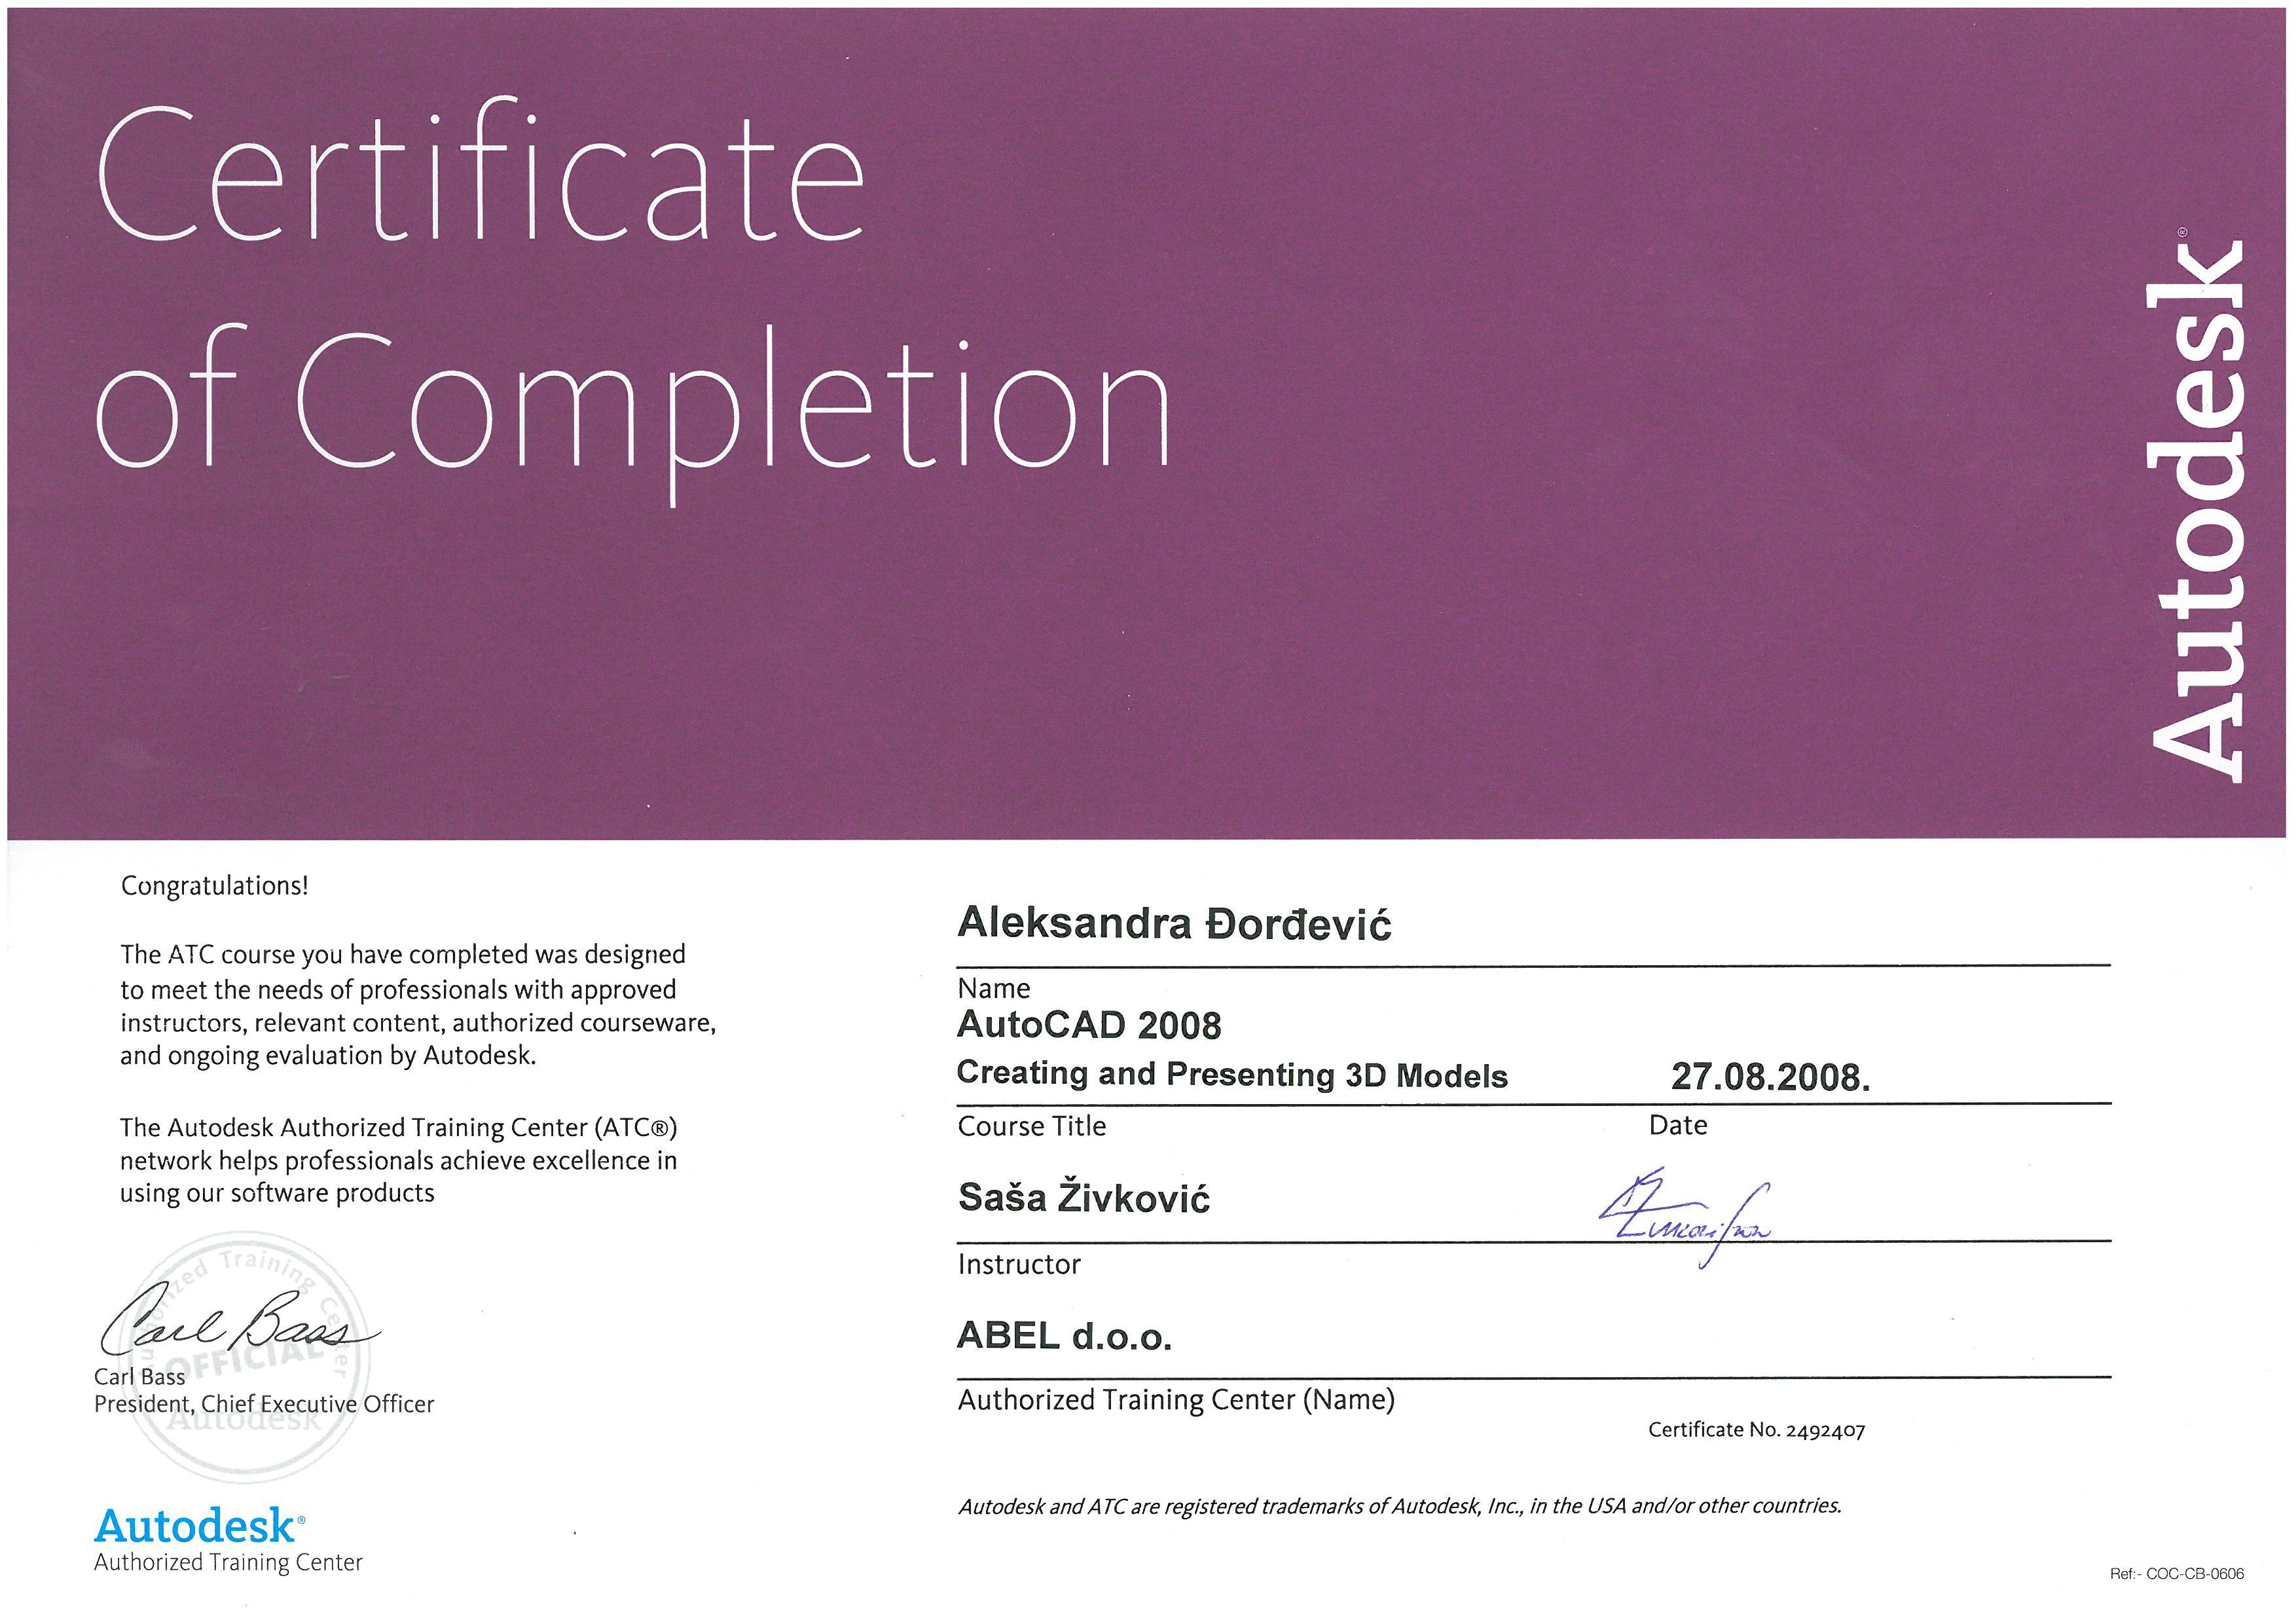 Certificate
of Completion
Autodesk®
Congratulations!
The ATC course you have completed was designed
to meet the needs of professionals with approved
instructors, relevant content, authorized courseware,
and ongoing evaluation by Autodesk.
The Autodesk Authorized Training Center (ATC®)
network helps professionals achieve excellence in
using our software products
Authorized Training Center
OFFICIAL
Autodesk
Carl Bass
Carl Bass
President, Chief Executive Officer
Autodesk®
Authorized Training Center
Aleksandra Đorđević
Name
AutoCAD 2008
Creating and Presenting 3D Models 27.08.2008.
Course Title Date
Saša Živković
Instructor
ABEL d.o.o.
Authorized Training Center (Name)
Certificate No. 2492407
Autodesk and ATC are registered trademarks of Autodesk, Inc., in the USA and/or other countries.
Ref:- COC-CB-0606